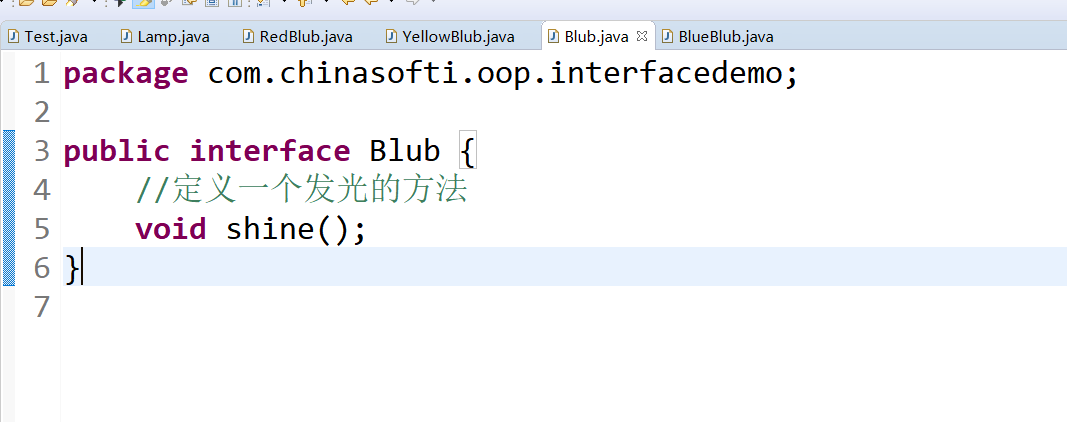 Test.java Lamp.java RedBlub.java YellowBlub.java Blub.java BlueBlub.java
1 package com.chinasofti.oop.interfacedemo;
2
3 public interface Blub {
4 //定义一个发光的方法
5 void shine();
6 }
7